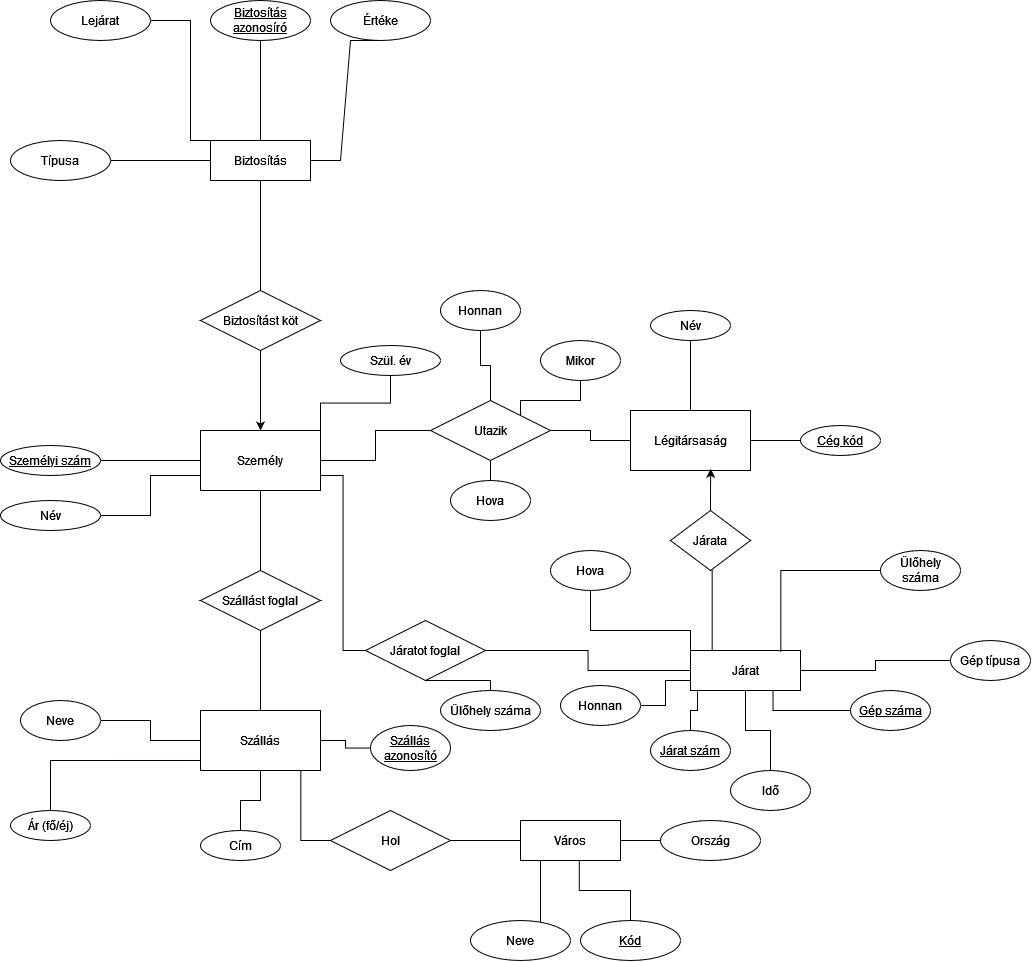 Lejárat
Biztosítás
azonosíró
Értéke
Típusa
Biztosítás
Biztosítást köt
Honnan
Név
Szül. év
Mikor
Utazik
Légitársaság
Cég kód
Személyi szám
Személy
Név
Hova
Járata
Hova
Ülőhely
száma
Szállást foglal
Járatot foglal
Járat
Gép típusa
Honnan
Ülőhely száma
Gép száma
Neve
Szállás
Szállás
azonosító
Járat szám
Idő
Ár (fő/éj)
Cím
Hol
Város
Ország
Neve
Kód